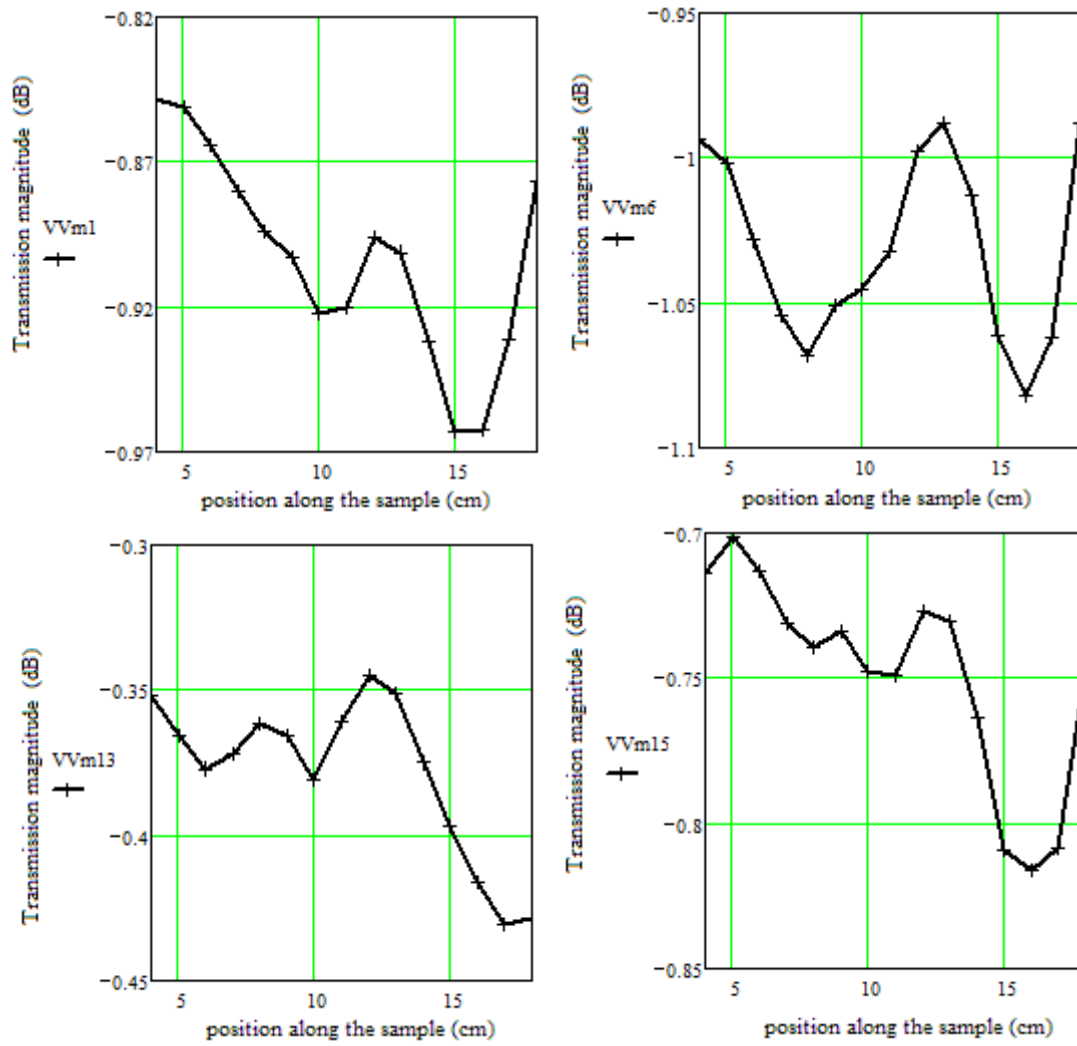 −0.82
−0.87
−0.92
−0.97
Transmission magnitude (dB)
VVm1
5
10
15
position along the sample (cm)
−0.95
−1
−1.05
−1.1
Transmission magnitude (dB)
VVm6
5
10
15
position along the sample (cm)
−0.3
−0.35
−0.4
−0.45
Transmission magnitude (dB)
VVm13
5
10
15
position along the sample (cm)
−0.7
−0.75
−0.8
−0.85
Transmission magnitude (dB)
VVm15
5
10
15
position along the sample (cm)